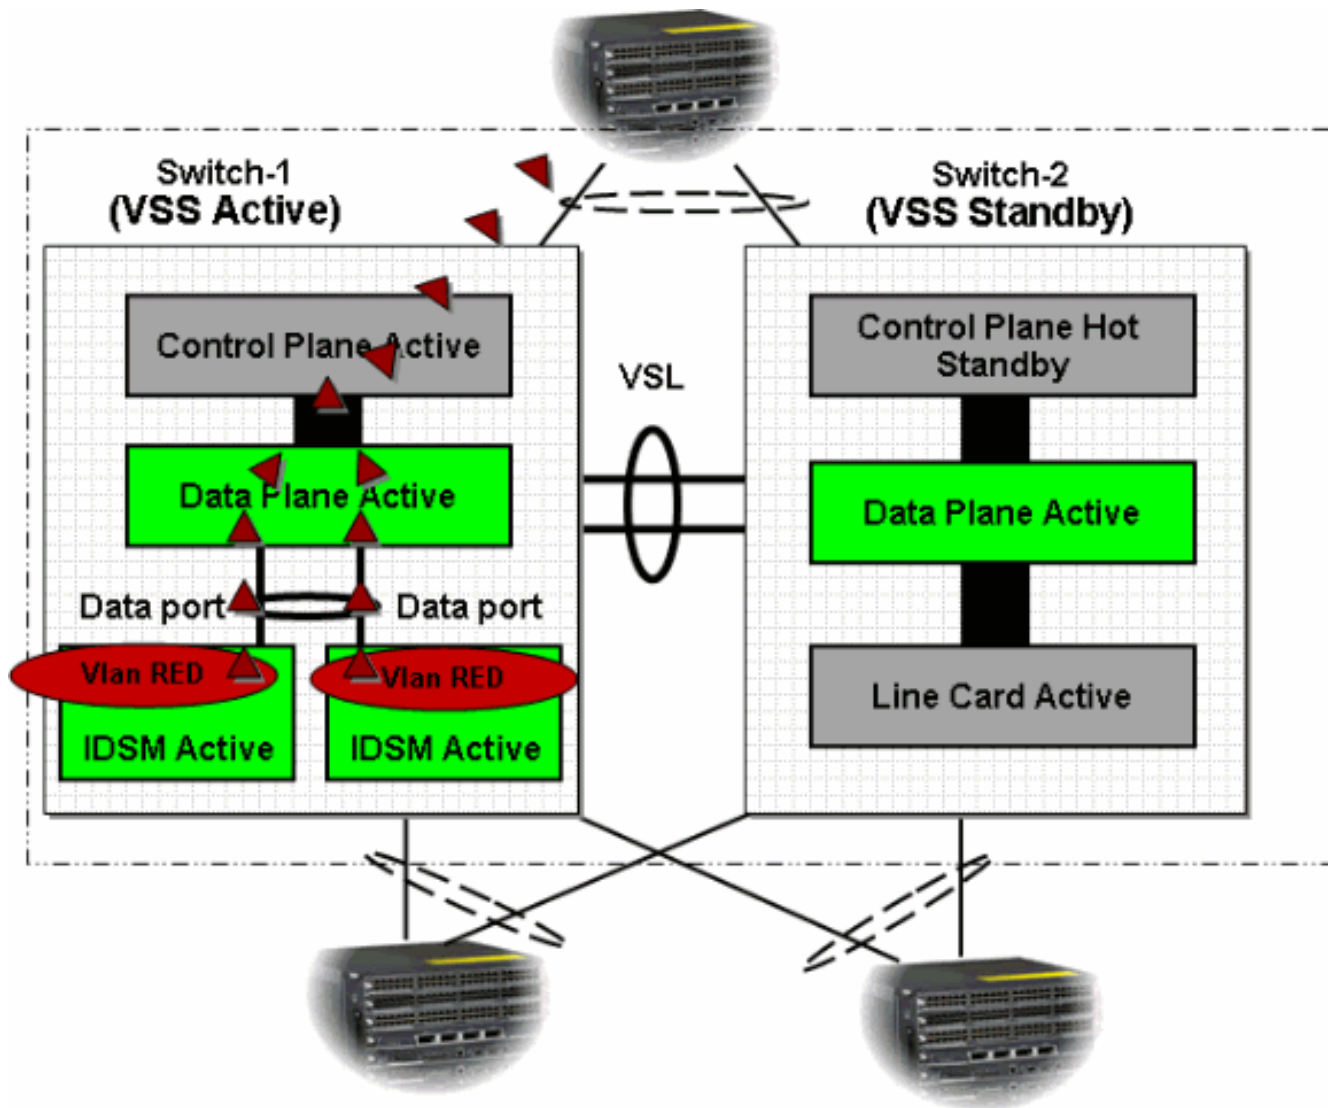 Switch-1
(VSS Active)
Switch-2
(VSS Standby)
Control Plane Active
Control Plane Hot
Standby
VSL
Data Plane Active
Data Plane Active
Data port
Data port
Vlan RED
Vlan RED
Line Card Active
IDSM Active
IDSM Active